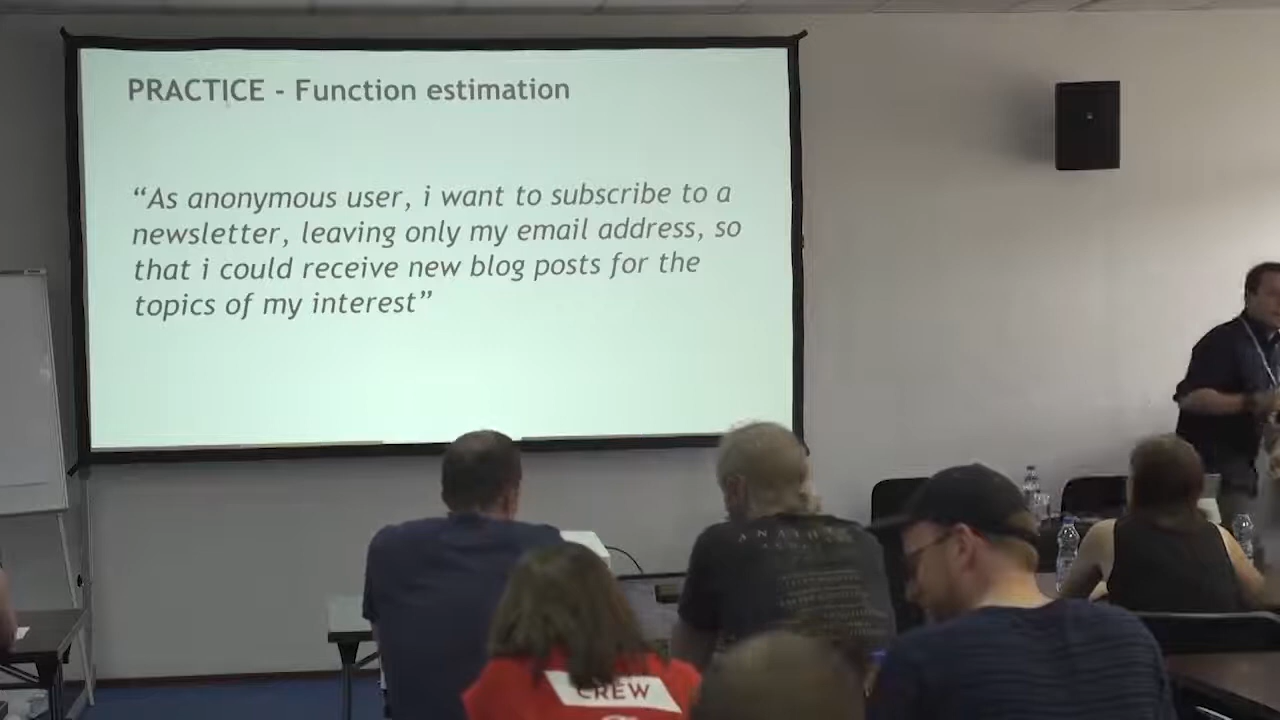 PRACTICE - Function estimation
“As anonymous user, i want to subscribe to a
newsletter, leaving only my email address, so
that i could receive new blog posts for the
topics of my interest”
CREW